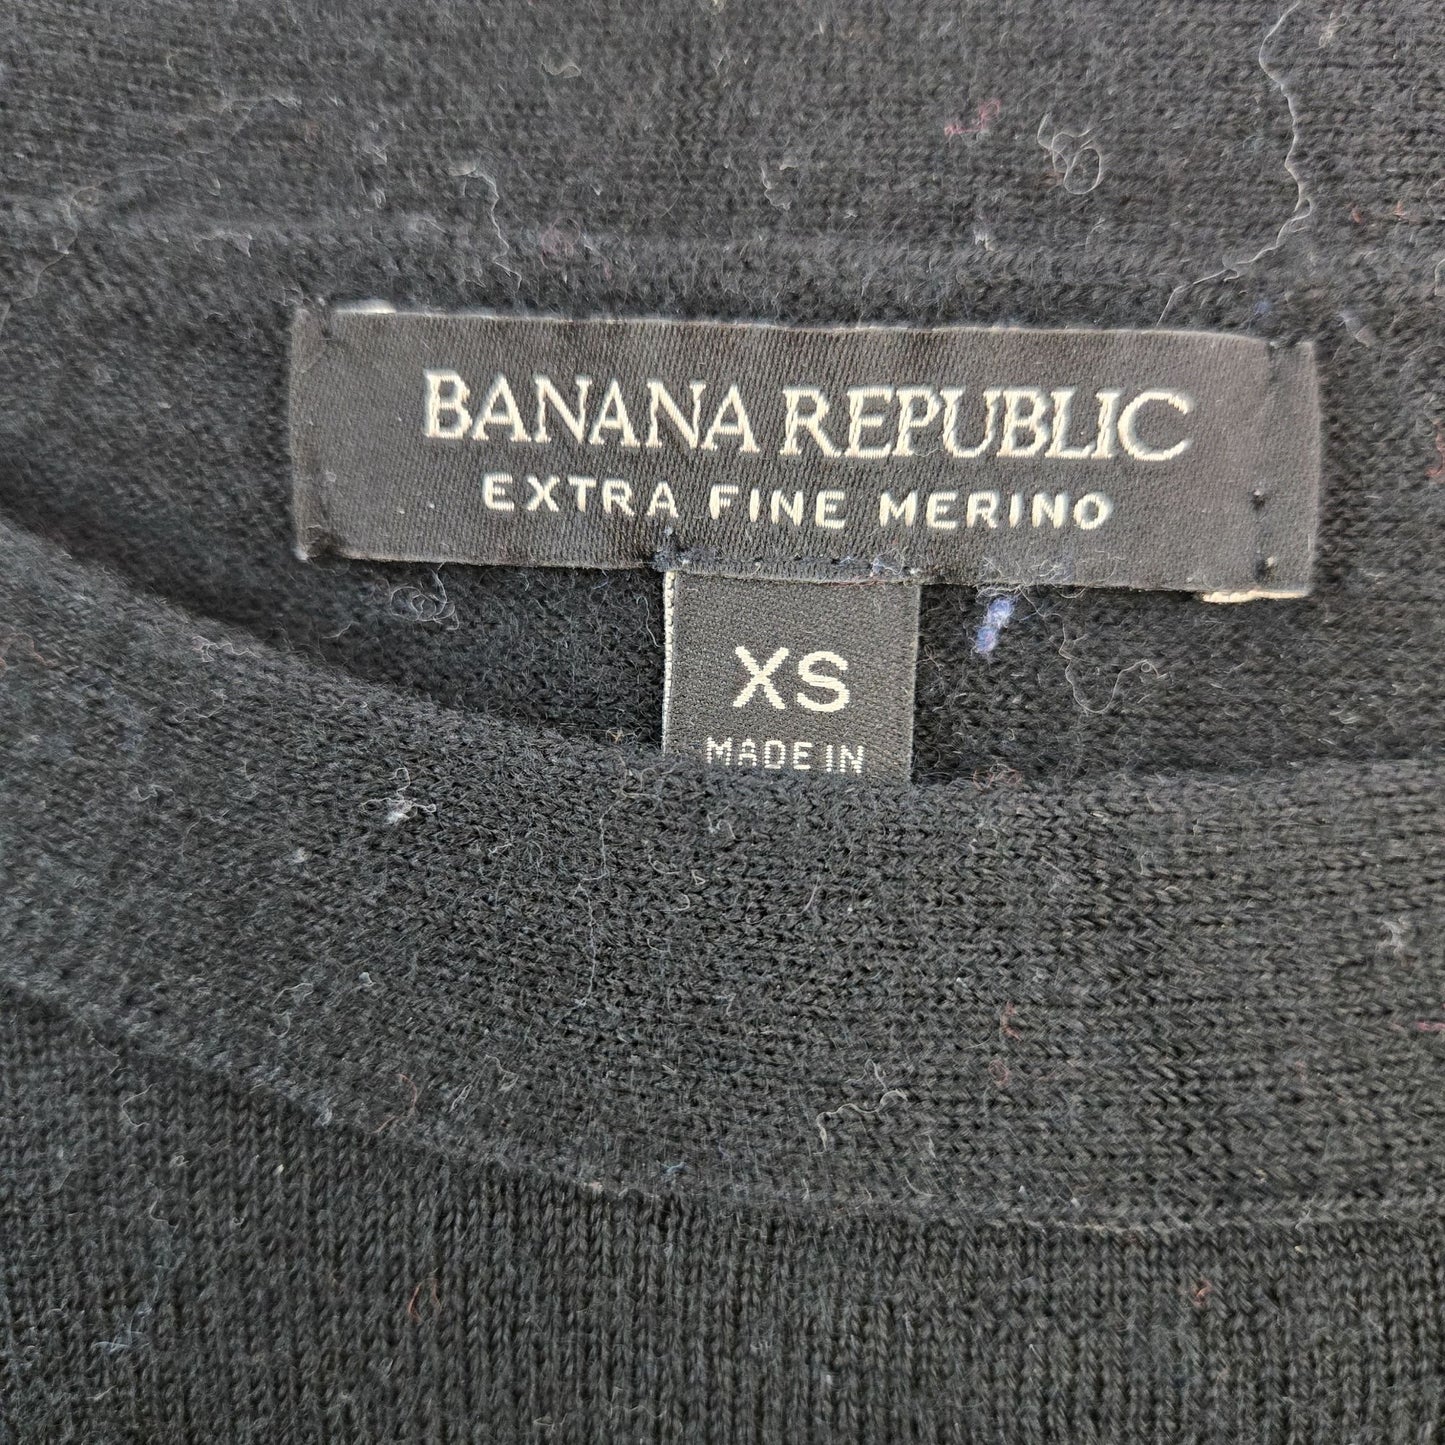 BANANA REPUBLIC
EXTRA FINE MERINO
XS
MADE IN